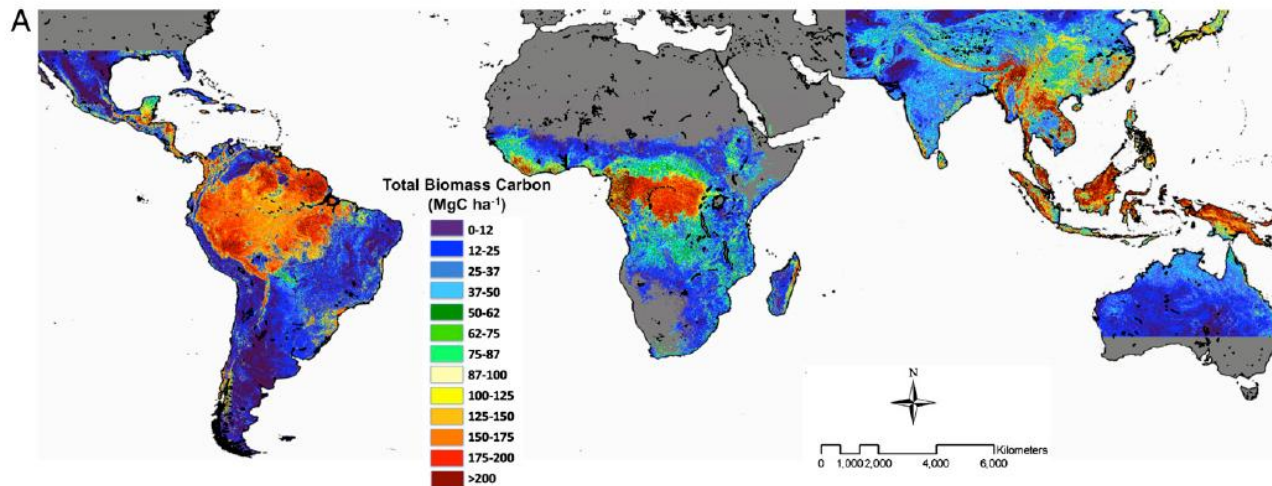 A
Total Biomass Carbon
(MgC ha⁻¹)
0-12
12-25
25-37
37-50
50-62
62-75
75-87
87-100
100-125
125-150
150-175
175-200
>200
N
Kilometers
0 1,000 2,000 4,000 6,000